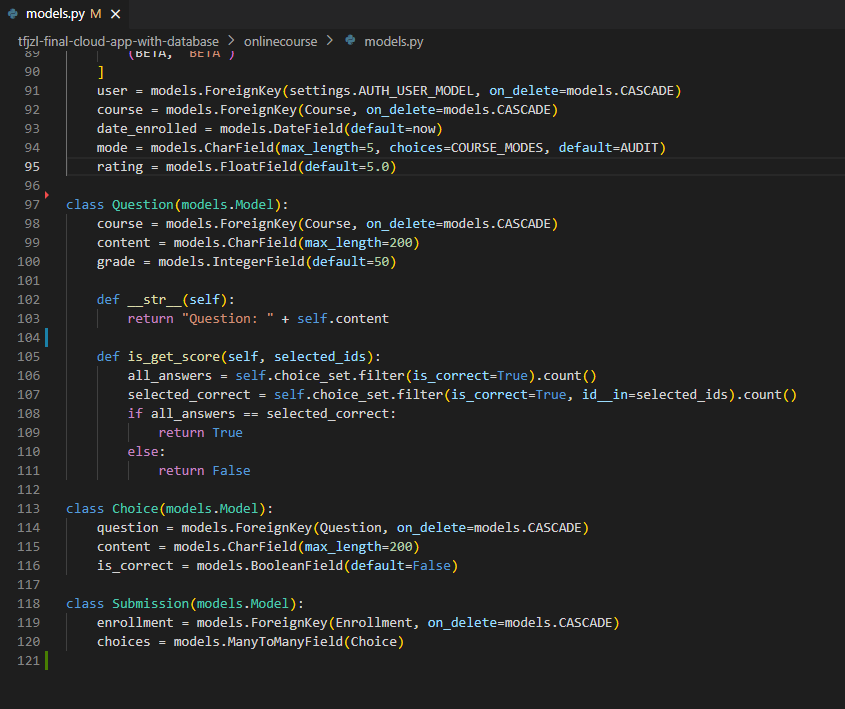 models.py M ×
tfjzl-final-cloud-app-with-database > onlinecourse > models.py
89 (BETA, 'BETA')
90 ]
91 user = models.ForeignKey(settings.AUTH_USER_MODEL, on_delete=models.CASCADE)
92 course = models.ForeignKey(Course, on_delete=models.CASCADE)
93 date_enrolled = models.DateField(default=now)
94 mode = models.CharField(max_length=5, choices=COURSE_MODES, default=AUDIT)
95 rating = models.FloatField(default=5.0)
96
97 class Question(models.Model):
98 course = models.ForeignKey(Course, on_delete=models.CASCADE)
99 content = models.CharField(max_length=200)
100 grade = models.IntegerField(default=50)
101
102 def __str__(self):
103 return "Question: " + self.content
104
105 def is_get_score(self, selected_ids):
106 all_answers = self.choice_set.filter(is_correct=True).count()
107 selected_correct = self.choice_set.filter(is_correct=True, id__in=selected_ids).count()
108 if all_answers == selected_correct:
109 return True
110 else:
111 return False
112
113 class Choice(models.Model):
114 question = models.ForeignKey(Question, on_delete=models.CASCADE)
115 content = models.CharField(max_length=200)
116 is_correct = models.BooleanField(default=False)
117
118 class Submission(models.Model):
119 enrollment = models.ForeignKey(Enrollment, on_delete=models.CASCADE)
120 choices = models.ManyToManyField(Choice)
121